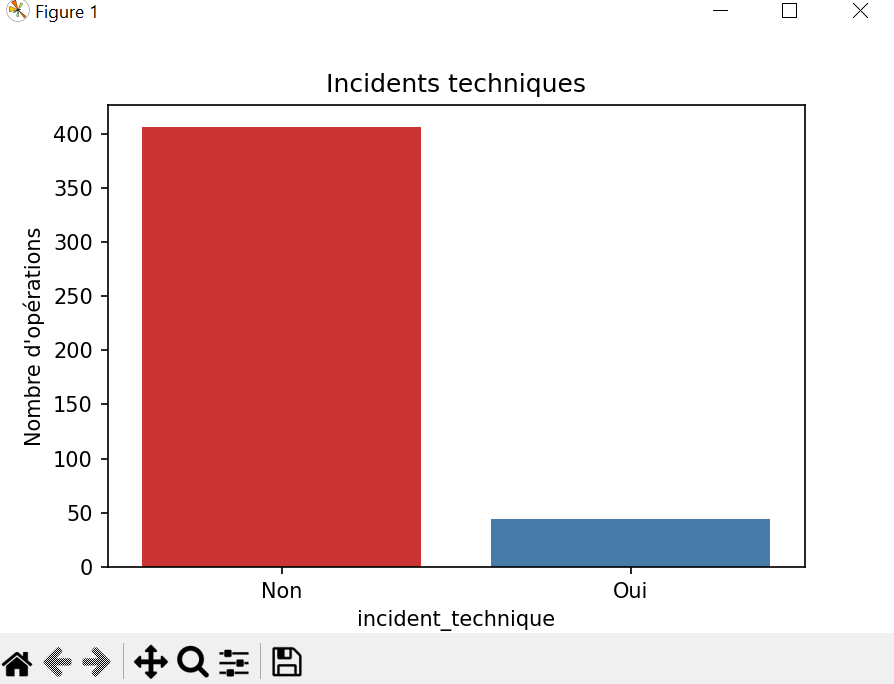 Figure 1
Incidents techniques
Nombre d'opérations
400
350
300
250
200
150
100
50
0
Non
Oui
incident_technique